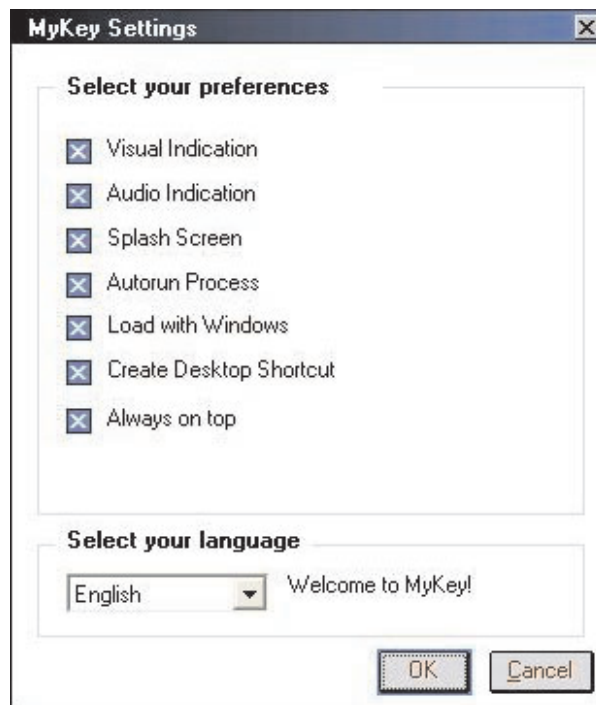 MyKey Settings
Select your preferences
Visual Indication
Audio Indication
Splash Screen
Autorun Process
Load with Windows
Create Desktop Shortcut
Always on top
Select your language
English
Welcome to MyKey!
OK
Cancel